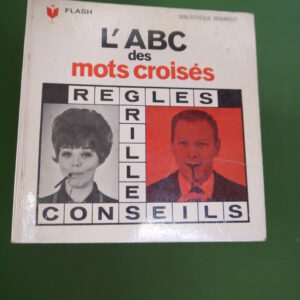 FLASH
BIBLIOTHÈQUE MARABOUT
L'ABC
des
mots croisés
REGLES
GRILLES
CONSEILS